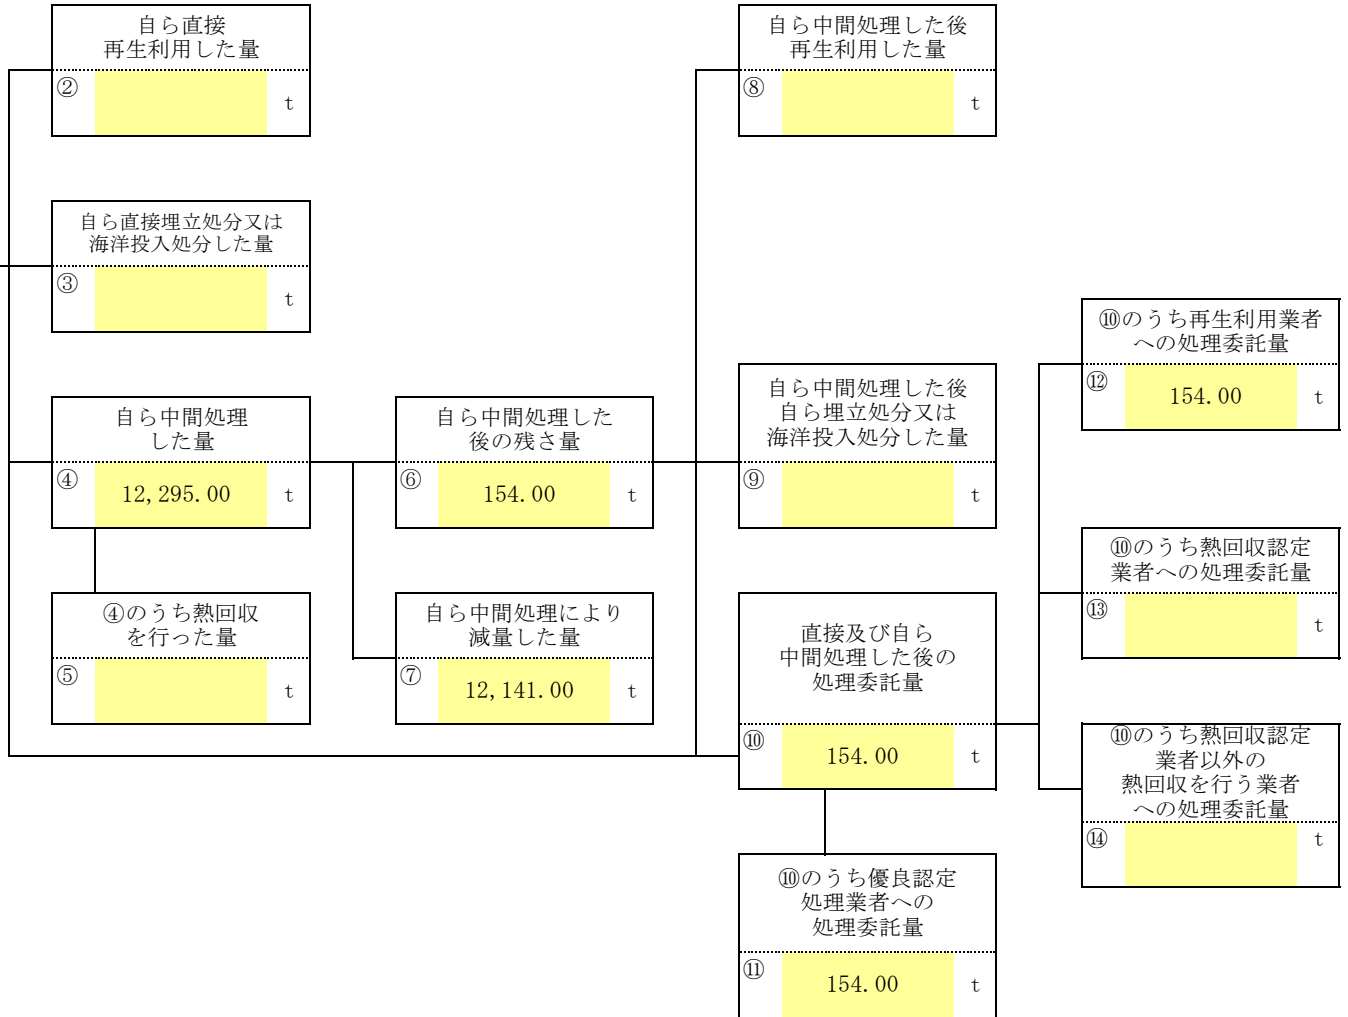 自ら直接
再生利用した量
②
t
自ら直接埋立処分又は
海洋投入処分した量
③
t
自ら中間処理
した量
④
12,295.00
t
④のうち熱回収
を行った量
⑤
t
自ら中間処理した
後の残さ量
⑥
154.00
t
自ら中間処理により
減量した量
⑦
12,141.00
t
自ら中間処理した後
再生利用した量
⑧
t
自ら中間処理した後
自ら埋立処分又は
海洋投入処分した量
⑨
t
直接及び自ら
中間処理した後の
処理委託量
⑩
154.00
t
⑩のうち優良認定
処理業者への
処理委託量
⑪
154.00
t
⑩のうち再生利用業者
への処理委託量
⑫
154.00
t
⑩のうち熱回収認定
業者への処理委託量
⑬
t
⑩のうち熱回収認定
業者以外の
熱回収を行う業者
への処理委託量
⑭
t